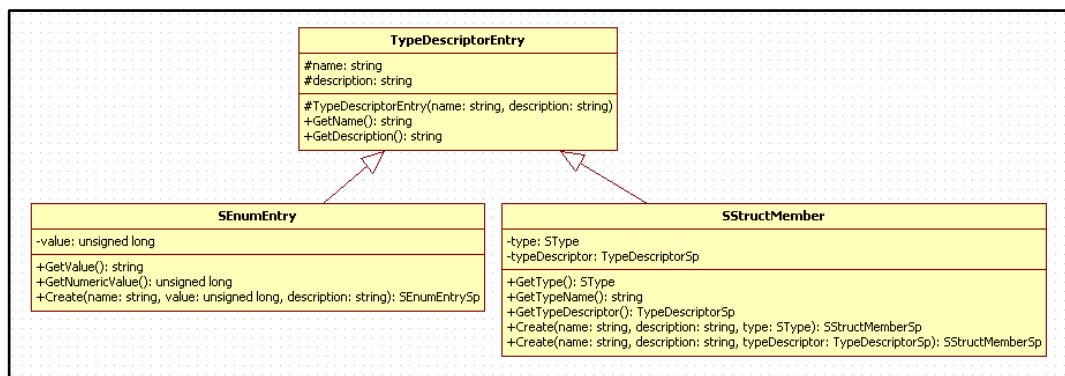 TypeDescriptorEntry
#name: string
#description: string
#TypeDescriptorEntry(name: string, description: string)
+GetName(): string
+GetDescription(): string
SEnumEntry
-value: unsigned long
+GetValue(): string
+GetNumericValue(): unsigned long
+Create(name: string, value: unsigned long, description: string): SEnumEntrySp
SStructMember
-type: SType
-typeDescriptor: TypeDescriptorSp
+GetType(): SType
+GetTypeName(): string
+GetTypeDescriptor(): TypeDescriptorSp
+Create(name: string, description: string, type: SType): SStructMemberSp
+Create(name: string, description: string, typeDescriptor: TypeDescriptorSp): SStructMemberSp